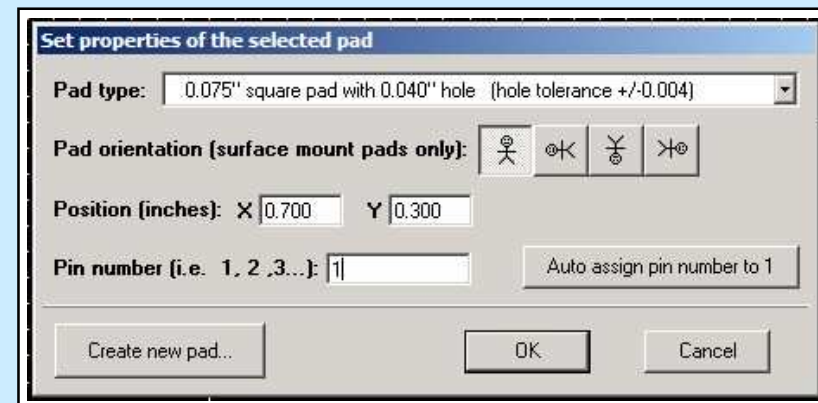 Set properties of the selected pad
Pad type: 0.075" square pad with 0.040" hole (hole tolerance +/-0.004)
Pad orientation (surface mount pads only):
Position (inches): X 0.700 Y 0.300
Pin number (i.e. 1, 2 ,3...): 1 Auto assign pin number to 1
Create new pad... OK Cancel